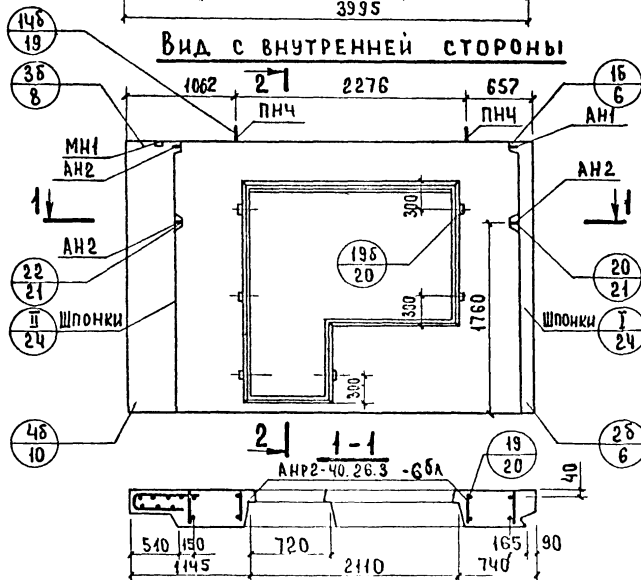 3995
14б
19
ВИД С ВНУТРЕННЕЙ СТОРОНЫ
3б
8
1062
2
2276
657
1б
6
ПН4
ПН4
АН1
МН1
АН2
АН2
1
1
300
19б
20
АН2
22
21
20
21
1760
300
II
24
ШПОНКИ
ШПОНКИ
I
24
300
4б
10
2б
6
2
1-1
19
20
АНР2-40.26.3 -6бл
40
510
150
720
165
90
1145
2110
740